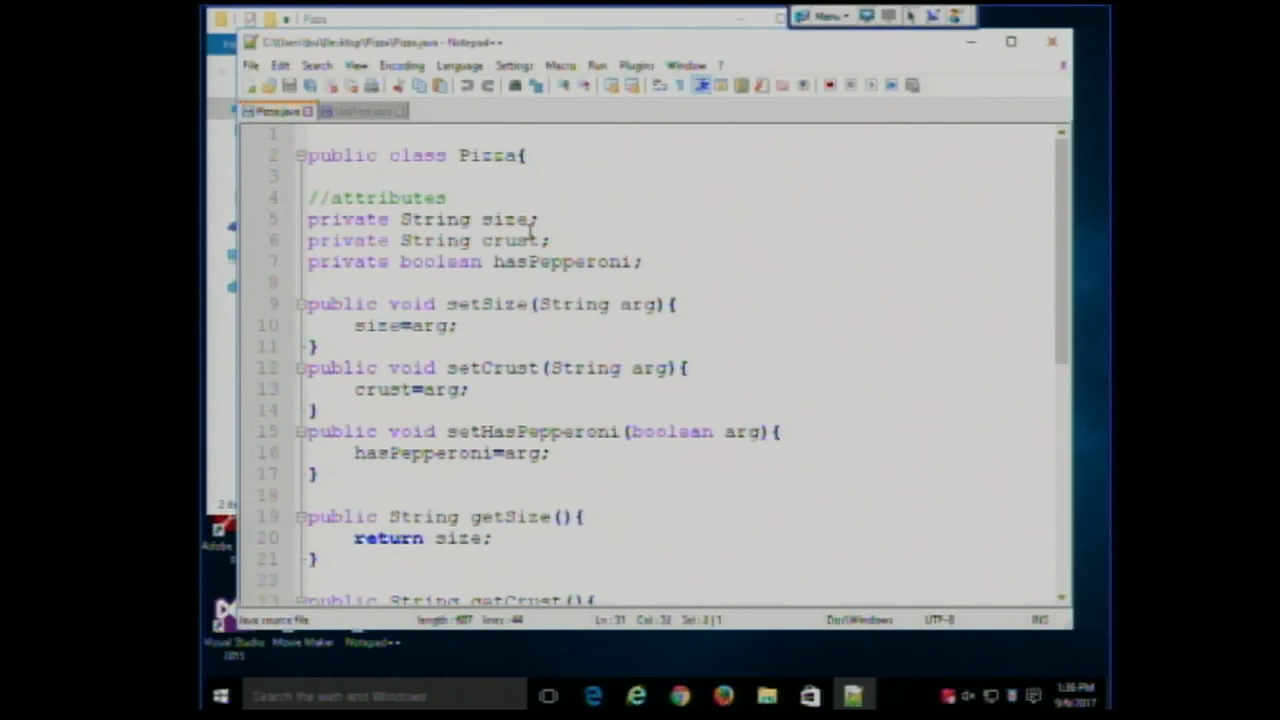 Pizza
Menu
C:\Users\bul\Desktop\Pizza\Pizza.java - Notepad++
File Edit Search View Encoding Language Settings Macro Run Plugins Window ? X
Pizza.java
1
2 public class Pizza{
3
4 //attributes
5 private String size;
6 private String crust;
7 private boolean hasPepperoni;
8
9 public void setSize(String arg){
10 size=arg;
11 }
12 public void setCrust(String arg){
13 crust=arg;
14 }
15 public void setHasPepperoni(boolean arg){
16 hasPepperoni=arg;
17 }
18
19 public String getSize(){
20 return size;
21 }
22
23 public String getCrust(){
Java source file length : 607 lines : 44 Ln : 31 Col : 32 Dos\Windows UTF-8 INS
Adobe
Visual Studio 2015
Movie Maker
Notepad++
Search the web and Windows
1:36 PM
9/6/2017